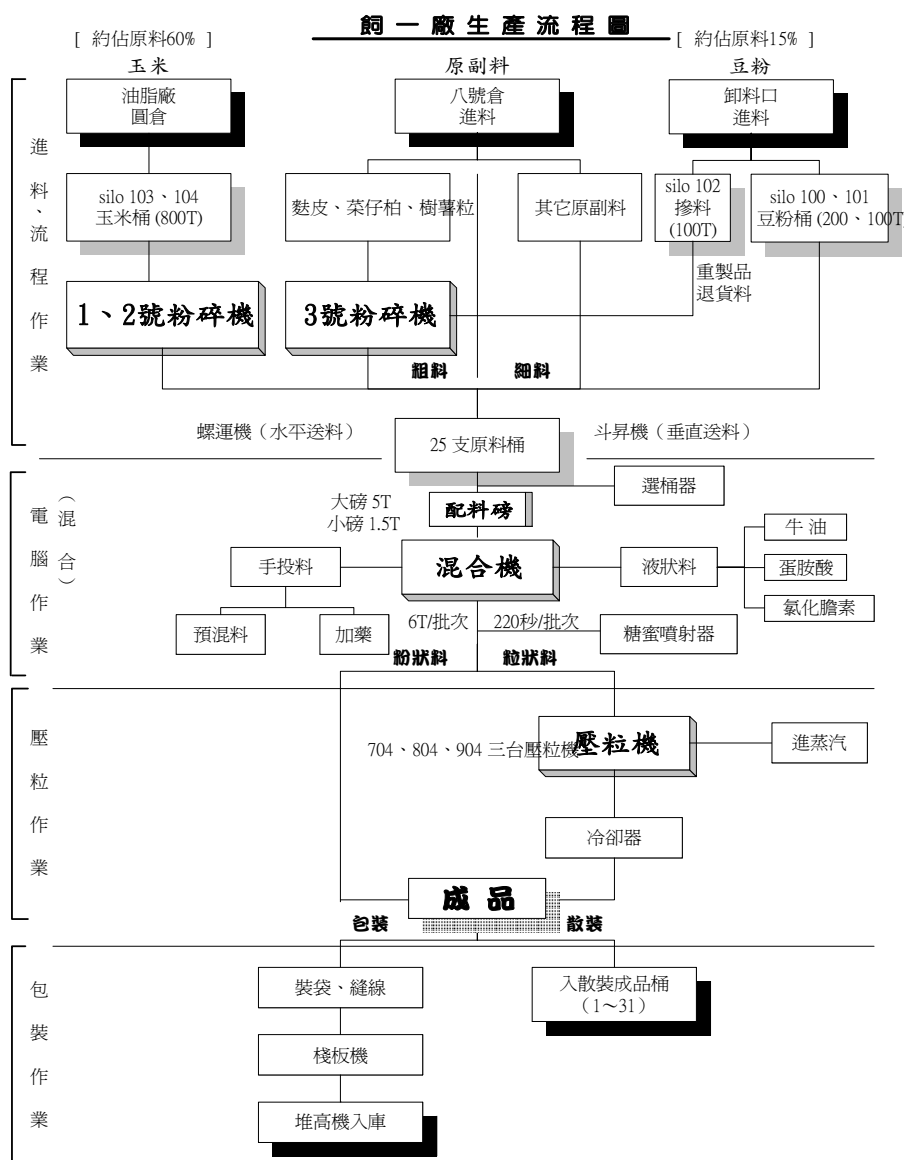 飼一廠生產流程圖
[ 約佔原料60% ]
[ 約佔原料15% ]
玉米
原副料
豆粉
油脂廠
圓倉
八號倉
進料
卸料口
進料
進料、流程作業
silo 103、104
玉米桶 (800T)
麩皮、菜仔柏、樹薯粒
其它原副料
silo 102
摻料
(100T)
silo 100、101
豆粉桶 (200、100T)
重製品
退貨料
1、2號粉碎機
3號粉碎機
粗料
細料
螺運機（水平送料）
25 支原料桶
斗昇機（垂直送料）
電腦作業
（混合）
選桶器
大磅 5T
小磅 1.5T
配料磅
手投料
混合機
液狀料
牛油
蛋胺酸
氯化膽素
預混料
加藥
6T/批次
220秒/批次
糖蜜噴射器
粉狀料
粒狀料
壓粒作業
704、804、904 三台壓粒機
壓粒機
進蒸汽
冷卻器
成品
包裝
散裝
包裝作業
裝袋、縫線
入散裝成品桶
（1～31）
棧板機
堆高機入庫